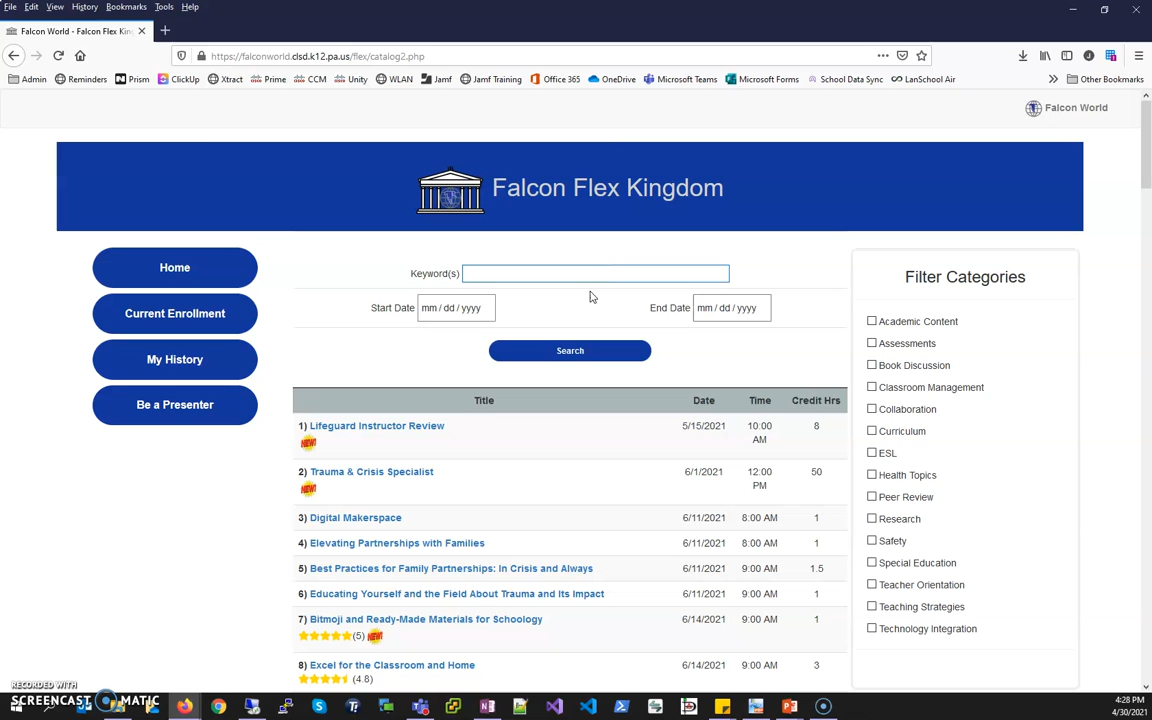 File Edit View History Bookmarks Tools Help
Falcon World - Falcon Flex King
https://falconworld.clsd.k12.pa.us/flex/catalog2.php
Admin Reminders Prism ClickUp Xtract Prime CCM Unity WLAN Jamf Jamf Training Office 365 OneDrive Microsoft Teams Microsoft Forms School Data Sync LanSchool Air Other Bookmarks
Falcon World
Falcon Flex Kingdom
Home
Current Enrollment
My History
Be a Presenter
Keyword(s)
Start Date mm / dd / yyyy End Date mm / dd / yyyy
Search
Title Date Time Credit Hrs
1) Lifeguard Instructor Review 5/15/2021 10:00 AM 8
NEW!
2) Trauma & Crisis Specialist 6/1/2021 12:00 PM 50
NEW!
3) Digital Makerspace 6/11/2021 8:00 AM 1
4) Elevating Partnerships with Families 6/11/2021 8:00 AM 1
5) Best Practices for Family Partnerships: In Crisis and Always 6/11/2021 9:00 AM 1.5
6) Educating Yourself and the Field About Trauma and Its Impact 6/11/2021 9:00 AM 1
7) Bitmoji and Ready-Made Materials for Schoology 6/14/2021 9:00 AM 1
(5) NEW!
8) Excel for the Classroom and Home 6/14/2021 9:00 AM 3
(4.8)
Filter Categories
Academic Content
Assessments
Book Discussion
Classroom Management
Collaboration
Curriculum
ESL
Health Topics
Peer Review
Research
Safety
Special Education
Teacher Orientation
Teaching Strategies
Technology Integration
RECORDED WITH
SCREENCAST MATIC
4:28 PM
4/30/2021